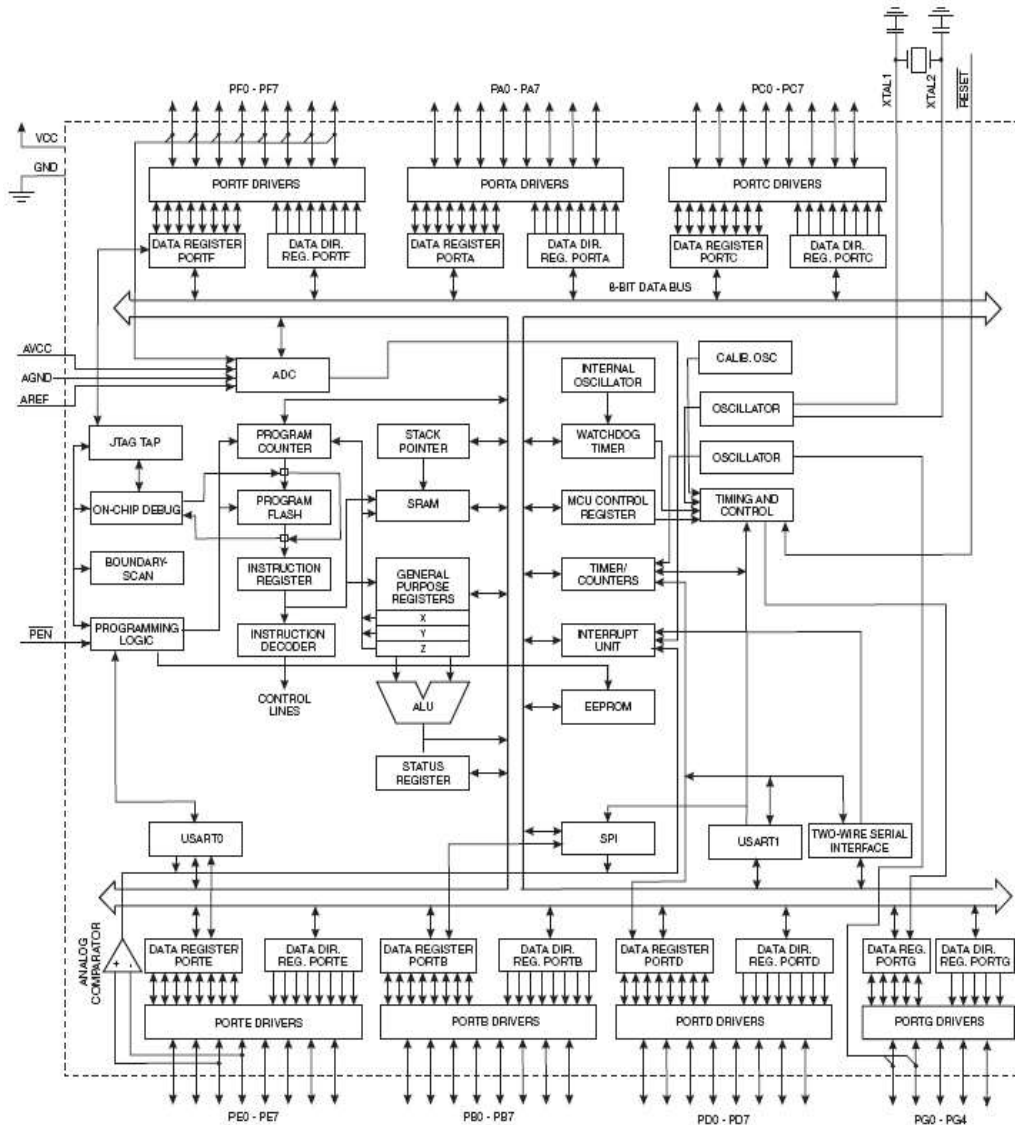 XTAL1
XTAL2
RESET
PF0 - PF7
PA0 - PA7
PC0 - PC7
VCC
GND
PORTF DRIVERS
PORTA DRIVERS
PORTC DRIVERS
DATA REGISTER
PORTF
DATA DIR.
REG. PORTF
DATA REGISTER
PORTA
DATA DIR.
REG. PORTA
DATA REGISTER
PORTC
DATA DIR.
REG. PORTC
8-BIT DATA BUS
AVCC
AGND
AREF
ADC
INTERNAL
OSCILLATOR
CALIB. OSC
OSCILLATOR
JTAG TAP
PROGRAM
COUNTER
STACK
POINTER
WATCHDOG
TIMER
OSCILLATOR
ON-CHIP DEBUG
PROGRAM
FLASH
SRAM
MCU CONTROL
REGISTER
TIMING AND
CONTROL
BOUNDARY-
SCAN
INSTRUCTION
REGISTER
GENERAL
PURPOSE
REGISTERS
X
Y
Z
TIMER/
COUNTERS
PEN
PROGRAMMING
LOGIC
INSTRUCTION
DECODER
INTERRUPT
UNIT
CONTROL
LINES
ALU
EEPROM
STATUS
REGISTER
USART0
SPI
USART1
TWO-WIRE SERIAL
INTERFACE
ANALOG
COMPARATOR
+
-
DATA REGISTER
PORTE
DATA DIR.
REG. PORTE
DATA REGISTER
PORTB
DATA DIR.
REG. PORTB
DATA REGISTER
PORTD
DATA DIR.
REG. PORTD
DATA REG.
PORTG
DATA DIR.
REG. PORTG
PORTE DRIVERS
PORTB DRIVERS
PORTD DRIVERS
PORTG DRIVERS
PE0 - PE7
PB0 - PB7
PD0 - PD7
PG0 - PG4